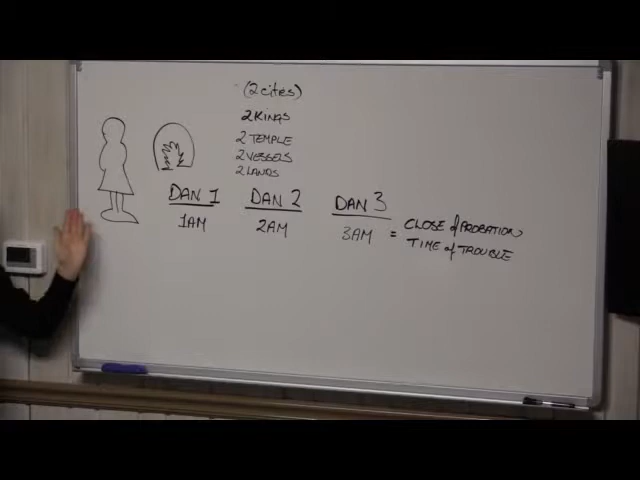 (2 cities)
2 KINGS
2 TEMPLE
2 VESSELS
2 LANDS
DAN 1 DAN 2 DAN 3
1AM 2AM 3AM = CLOSE of PROBATION
TIME of TROUBLE